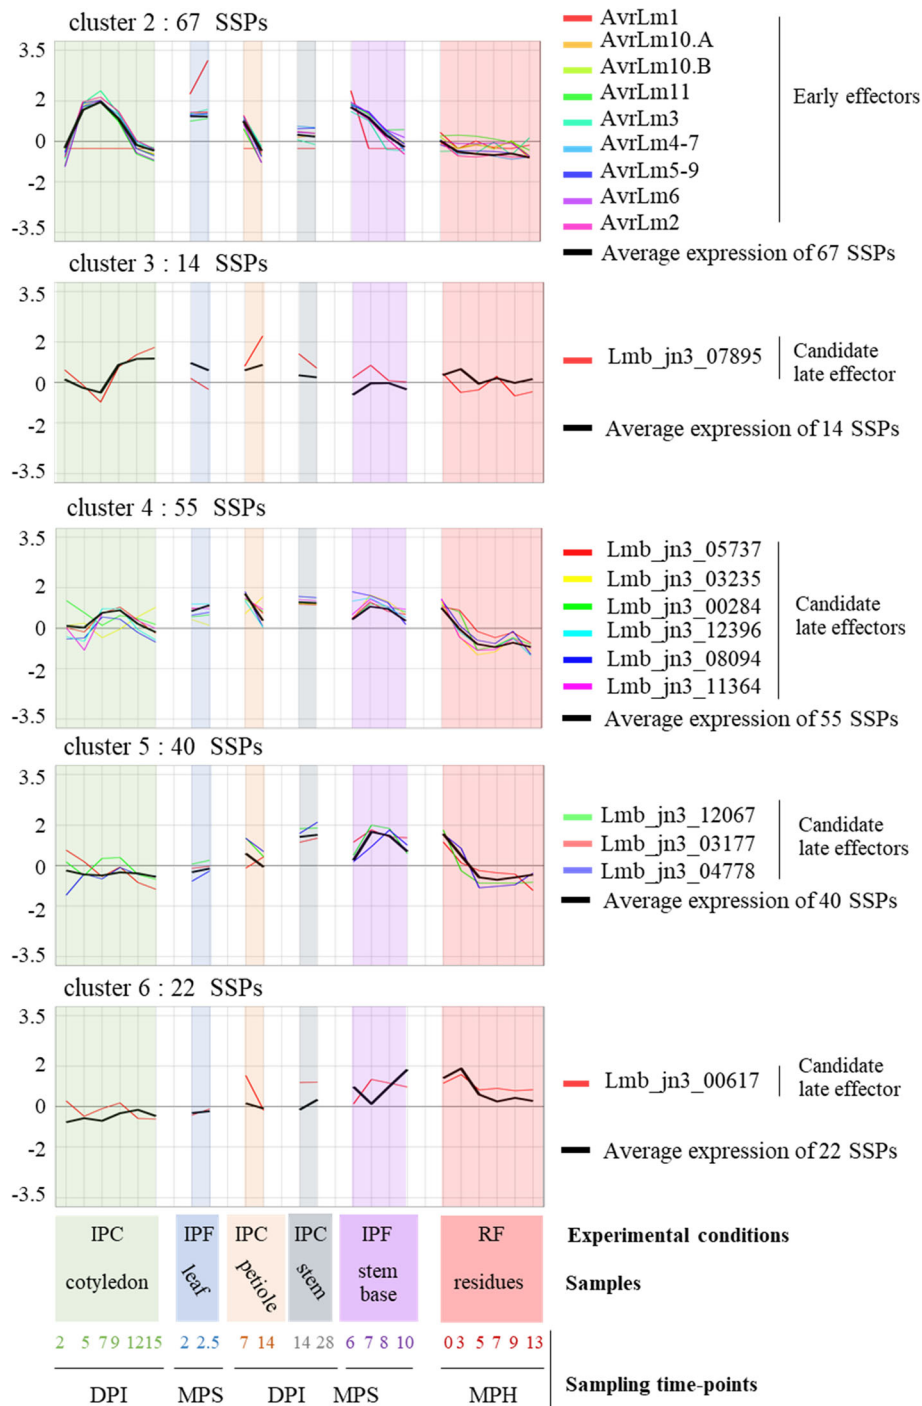 cluster 2 : 67 SSPs
3.5
2
0
-2
-3.5
AvrLm1
AvrLm10.A
AvrLm10.B
AvrLm11
AvrLm3
AvrLm4-7
AvrLm5-9
AvrLm6
AvrLm2
Early effectors
Average expression of 67 SSPs
cluster 3 : 14 SSPs
3.5
2
0
-2
-3.5
Lmb_jn3_07895
Candidate
late effector
Average expression of 14 SSPs
cluster 4 : 55 SSPs
3.5
2
0
-2
-3.5
Lmb_jn3_05737
Lmb_jn3_03235
Lmb_jn3_00284
Lmb_jn3_12396
Lmb_jn3_08094
Lmb_jn3_11364
Candidate
late effectors
Average expression of 55 SSPs
cluster 5 : 40 SSPs
3.5
2
0
-2
-3.5
Lmb_jn3_12067
Lmb_jn3_03177
Lmb_jn3_04778
Candidate
late effectors
Average expression of 40 SSPs
cluster 6 : 22 SSPs
3.5
2
0
-2
-3.5
Lmb_jn3_00617
Candidate
late effector
Average expression of 22 SSPs
IPC IPF IPC IPC IPF RF Experimental conditions
cotyledon leaf petiole stem stem base residues Samples
2 5 7 9 12 15 2 2.5 7 14 14 28 6 7 8 10 0 3 5 7 9 13
DPI MPS DPI MPS MPH Sampling time-points